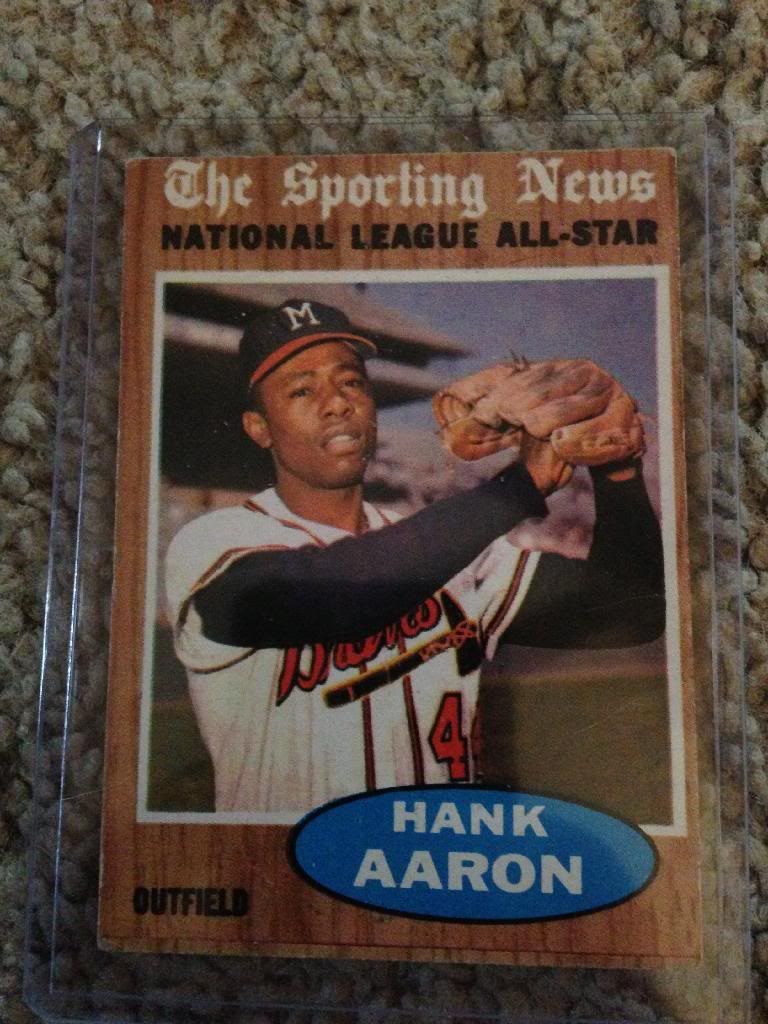 The Sporting News
NATIONAL LEAGUE ALL-STAR
M
Braves
44
HANK
AARON
OUTFIELD